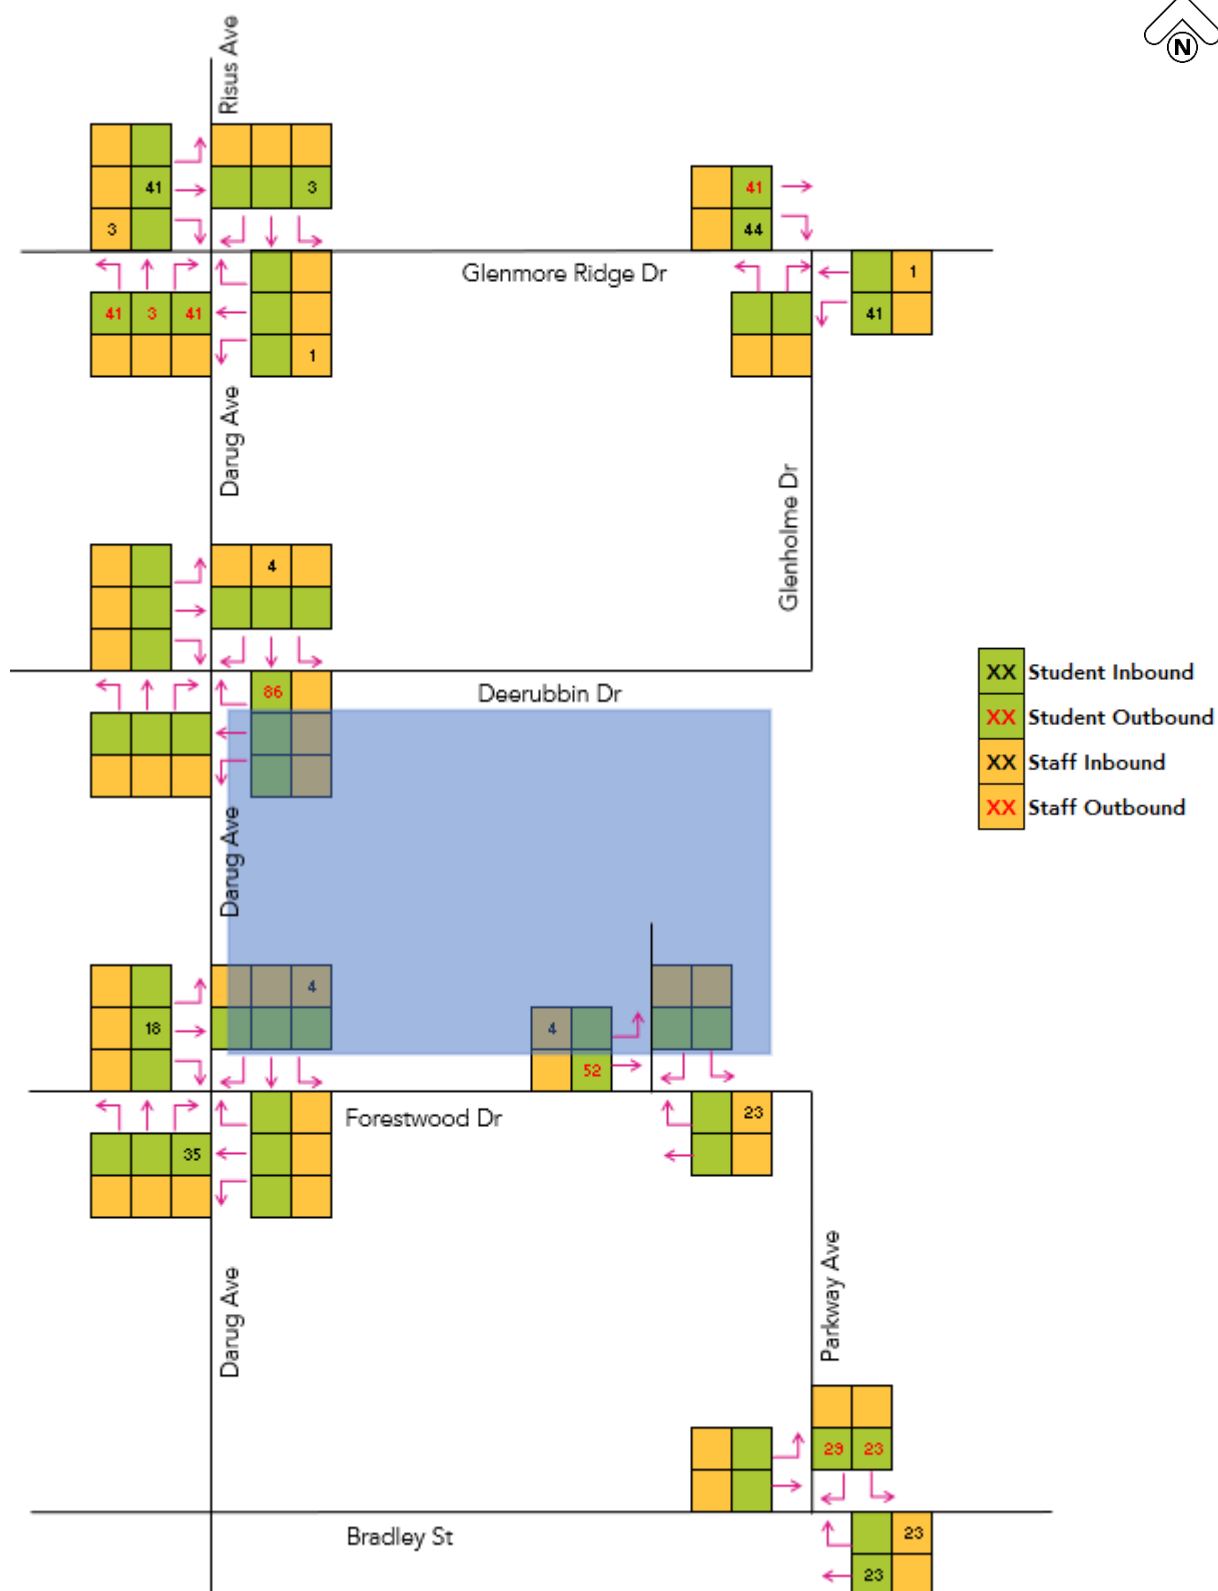 N
Risus Ave
41
3
3
41
44
Glenmore Ridge Dr
1
41
41 3 41
1
Darug Ave
Glenholme Dr
4
86
Deerubbin Dr
XX Student Inbound
XX Student Outbound
XX Staff Inbound
XX Staff Outbound
Darug Ave
4
18
4
52
Forestwood Dr
23
35
Darug Ave
Parkway Ave
29 23
Bradley St
23
23